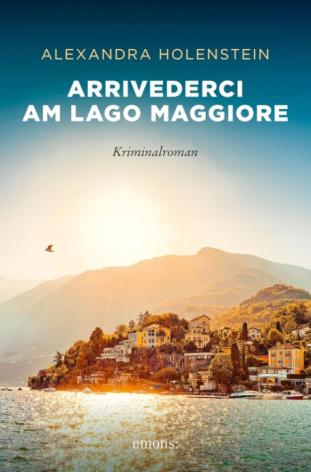 ALEXANDRA HOLENSTEIN
ARRIVEDERCI
AM LAGO MAGGIORE
Kriminalroman
emons: